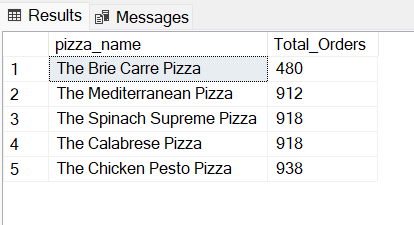 Results Messages
pizza_name Total_Orders
1 The Brie Carre Pizza 480
2 The Mediterranean Pizza 912
3 The Spinach Supreme Pizza 918
4 The Calabrese Pizza 918
5 The Chicken Pesto Pizza 938